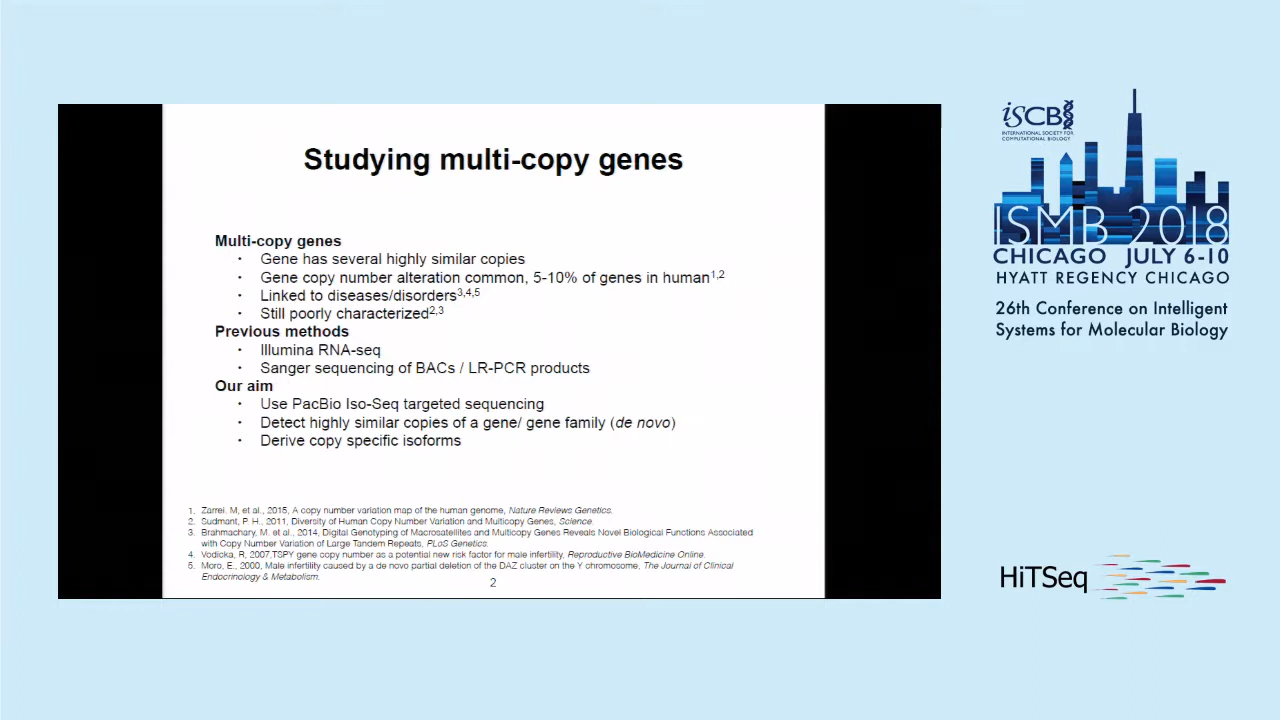 Studying multi-copy genes
Multi-copy genes
· Gene has several highly similar copies
· Gene copy number alteration common, 5-10% of genes in human1,2
· Linked to diseases/disorders3,4,5
· Still poorly characterized2,3
Previous methods
· Illumina RNA-seq
· Sanger sequencing of BACs / LR-PCR products
Our aim
· Use PacBio Iso-Seq targeted sequencing
· Detect highly similar copies of a gene/ gene family (de novo)
· Derive copy specific isoforms
1. Zarrei. M, et al., 2015, A copy number variation map of the human genome, Nature Reviews Genetics.
2. Sudmant, P. H., 2011, Diversity of Human Copy Number Variation and Multicopy Genes, Science.
3. Brahmachary, M. et al., 2014, Digital Genotyping of Macrosatellites and Multicopy Genes Reveals Novel Biological Functions Associated
with Copy Number Variation of Large Tandem Repeats, PLoS Genetics.
4. Vodicka, R, 2007.TSPY gene copy number as a potential new risk factor for male infertility, Reproductive BioMedicine Online.
5. Moro, E., 2000, Male infertility caused by a de novo partial deletion of the DAZ cluster on the Y chromosome, The Journal of Clinical
Endocrinology & Metabolism.
2
iSCB
INTERNATIONAL SOCIETY FOR
COMPUTATIONAL BIOLOGY
ISMB 2018
CHICAGO JULY 6-10
HYATT REGENCY CHICAGO
26th Conference on Intelligent
Systems for Molecular Biology
HiTSeq